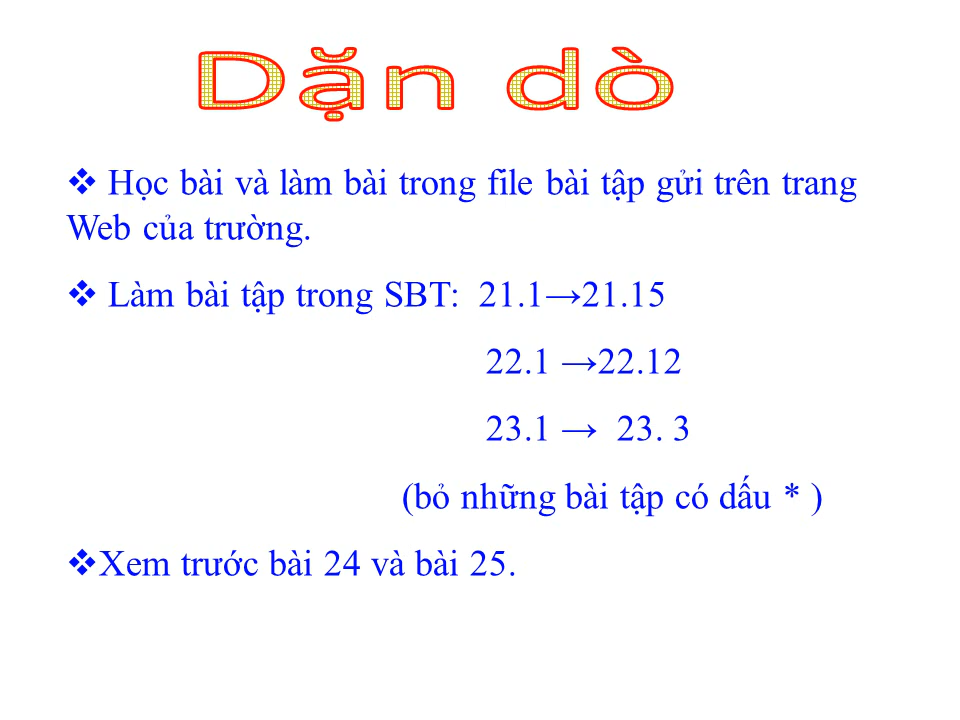 Dặn dò
❖ Học bài và làm bài trong file bài tập gửi trên trang
Web của trường.
❖ Làm bài tập trong SBT: 21.1→21.15
22.1 →22.12
23.1 → 23. 3
(bỏ những bài tập có dấu * )
❖Xem trước bài 24 và bài 25.